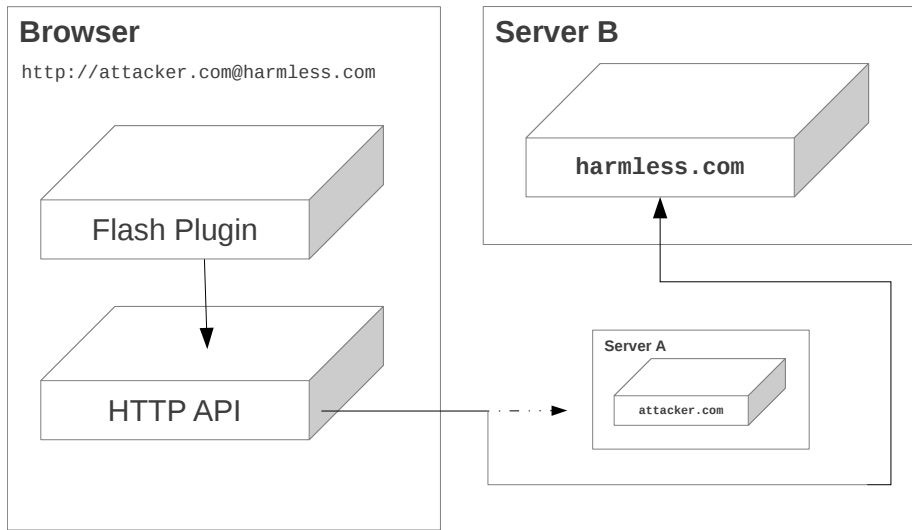 Browser
http://attacker.com@harmless.com
Flash Plugin
HTTP API
Server B
harmless.com
Server A
attacker.com